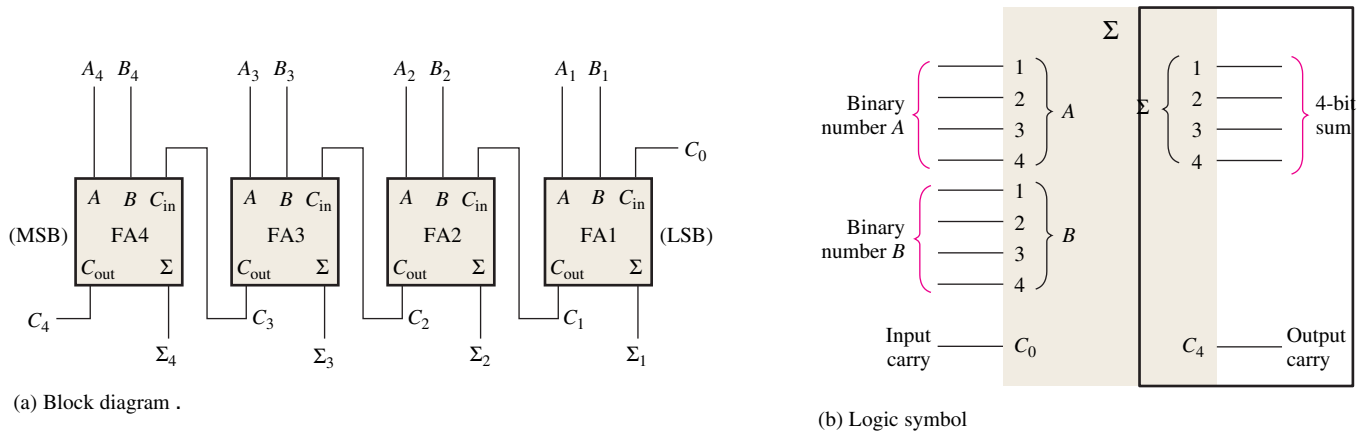 A4 B4 A3 B3 A2 B2 A1 B1
C0
A B Cin A B Cin A B Cin A B Cin
(MSB) FA4 FA3 FA2 FA1 (LSB)
Cout Σ Cout Σ Cout Σ Cout Σ
C4 C3 C2 C1
Σ4 Σ3 Σ2 Σ1
(a) Block diagram .
Σ
Binary
number A
1
2
3
4
A
Binary
number B
1
2
3
4
B
Input
carry
C0
Σ
1
2
3
4
4-bit
sum
C4
Output
carry
(b) Logic symbol